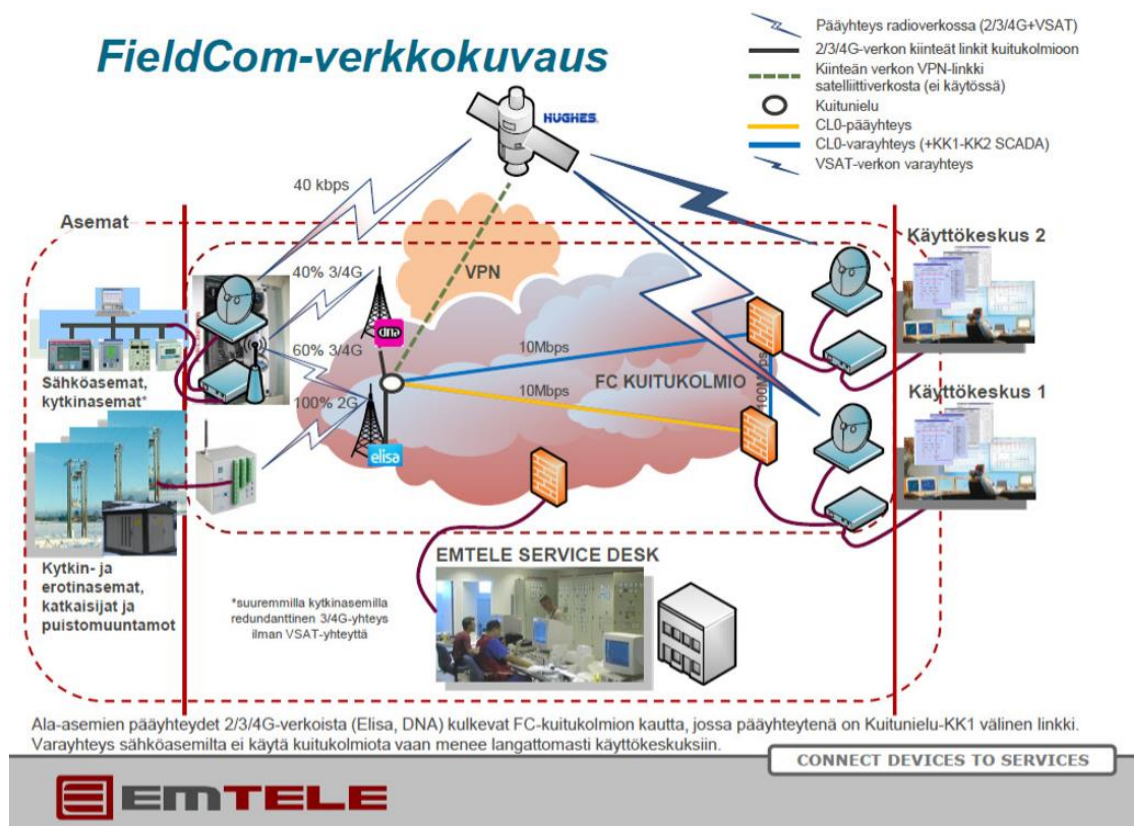 FieldCom-verkkokuvaus
Pääyhteys radioverkossa (2/3/4G+VSAT)
2/3/4G-verkon kiinteät linkit kuitukolmioon
Kiinteän verkon VPN-linkki
satelliittiverkosta (ei käytössä)
Kuitunielu
CL0-pääyhteys
CL0-varayhteys (+KK1-KK2 SCADA)
VSAT-verkon varayhteys
HUGHES.
40 kbps
Asemat
VPN
Käyttökeskus 2
40% 3/4G
dna
60% 3/4G
10Mbps
FC KUITUKOLMIO
100Mbps
Sähköasemat,
kytkinasemat*
100% 2G
10Mbps
Käyttökeskus 1
elisa
EMTELE SERVICE DESK
Kytkin- ja
erotinasemat,
katkaisijat ja
puistomuuntamot
*suuremmilla kytkinasemilla
redundanttinen 3/4G-yhteys
ilman VSAT-yhteyttä
Ala-asemien pääyhteydet 2/3/4G-verkoista (Elisa, DNA) kulkevat FC-kuitukolmion kautta, jossa pääyhteytenä on Kuitunielu-KK1 välinen linkki.
Varayhteys sähköasemilta ei käytä kuitukolmiota vaan menee langattomasti käyttökeskuksiin.
CONNECT DEVICES TO SERVICES
EMTELE